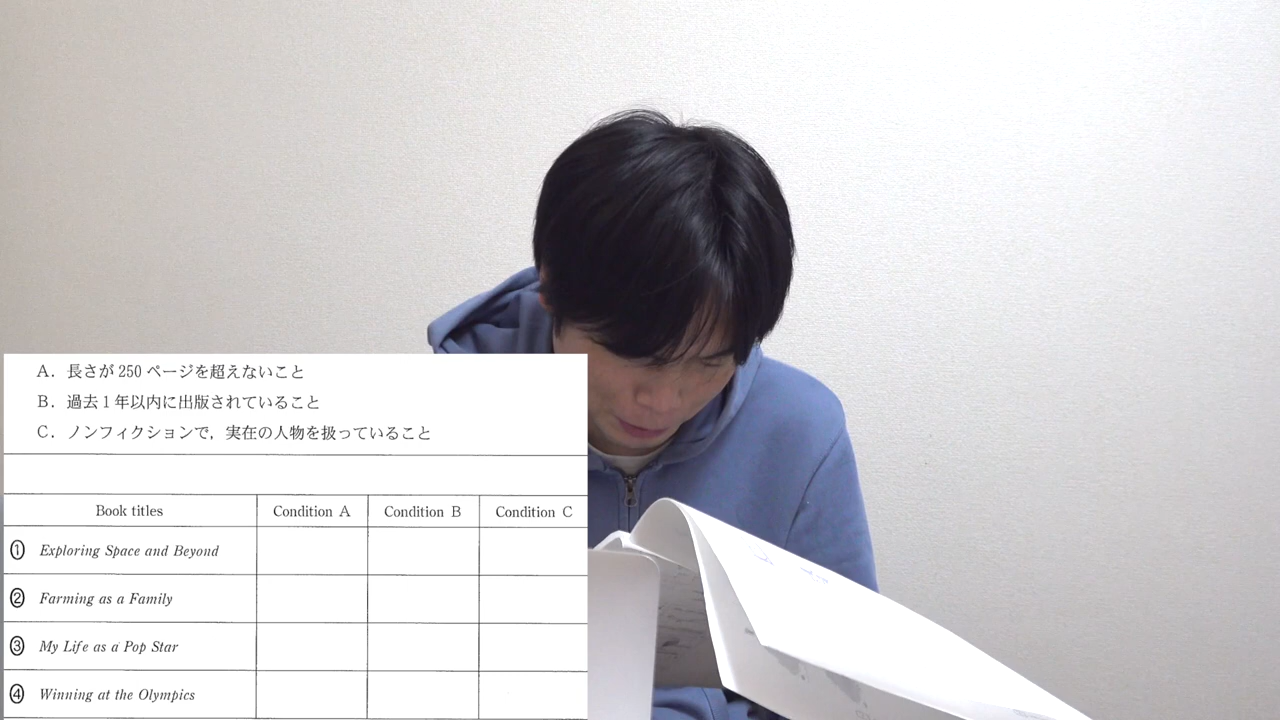 A. 長さが 250 ページを超えないこと
B. 過去1年以内に出版されていること
C. ノンフィクションで,実在の人物を扱っていること
Book titles Condition A Condition B Condition C
① Exploring Space and Beyond
② Farming as a Family
③ My Life as a Pop Star
④ Winning at the Olympics